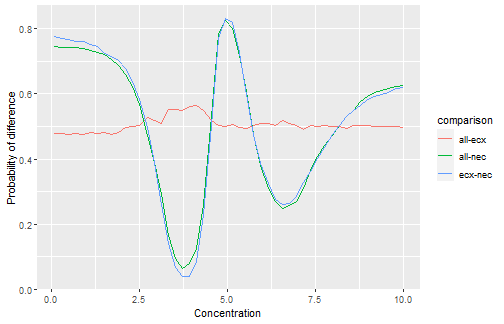 0.8
0.6
0.4
0.2
0.0
Probability of difference
0.0 2.5 5.0 7.5 10.0
Concentration
comparison
all-ecx
all-nec
ecx-nec